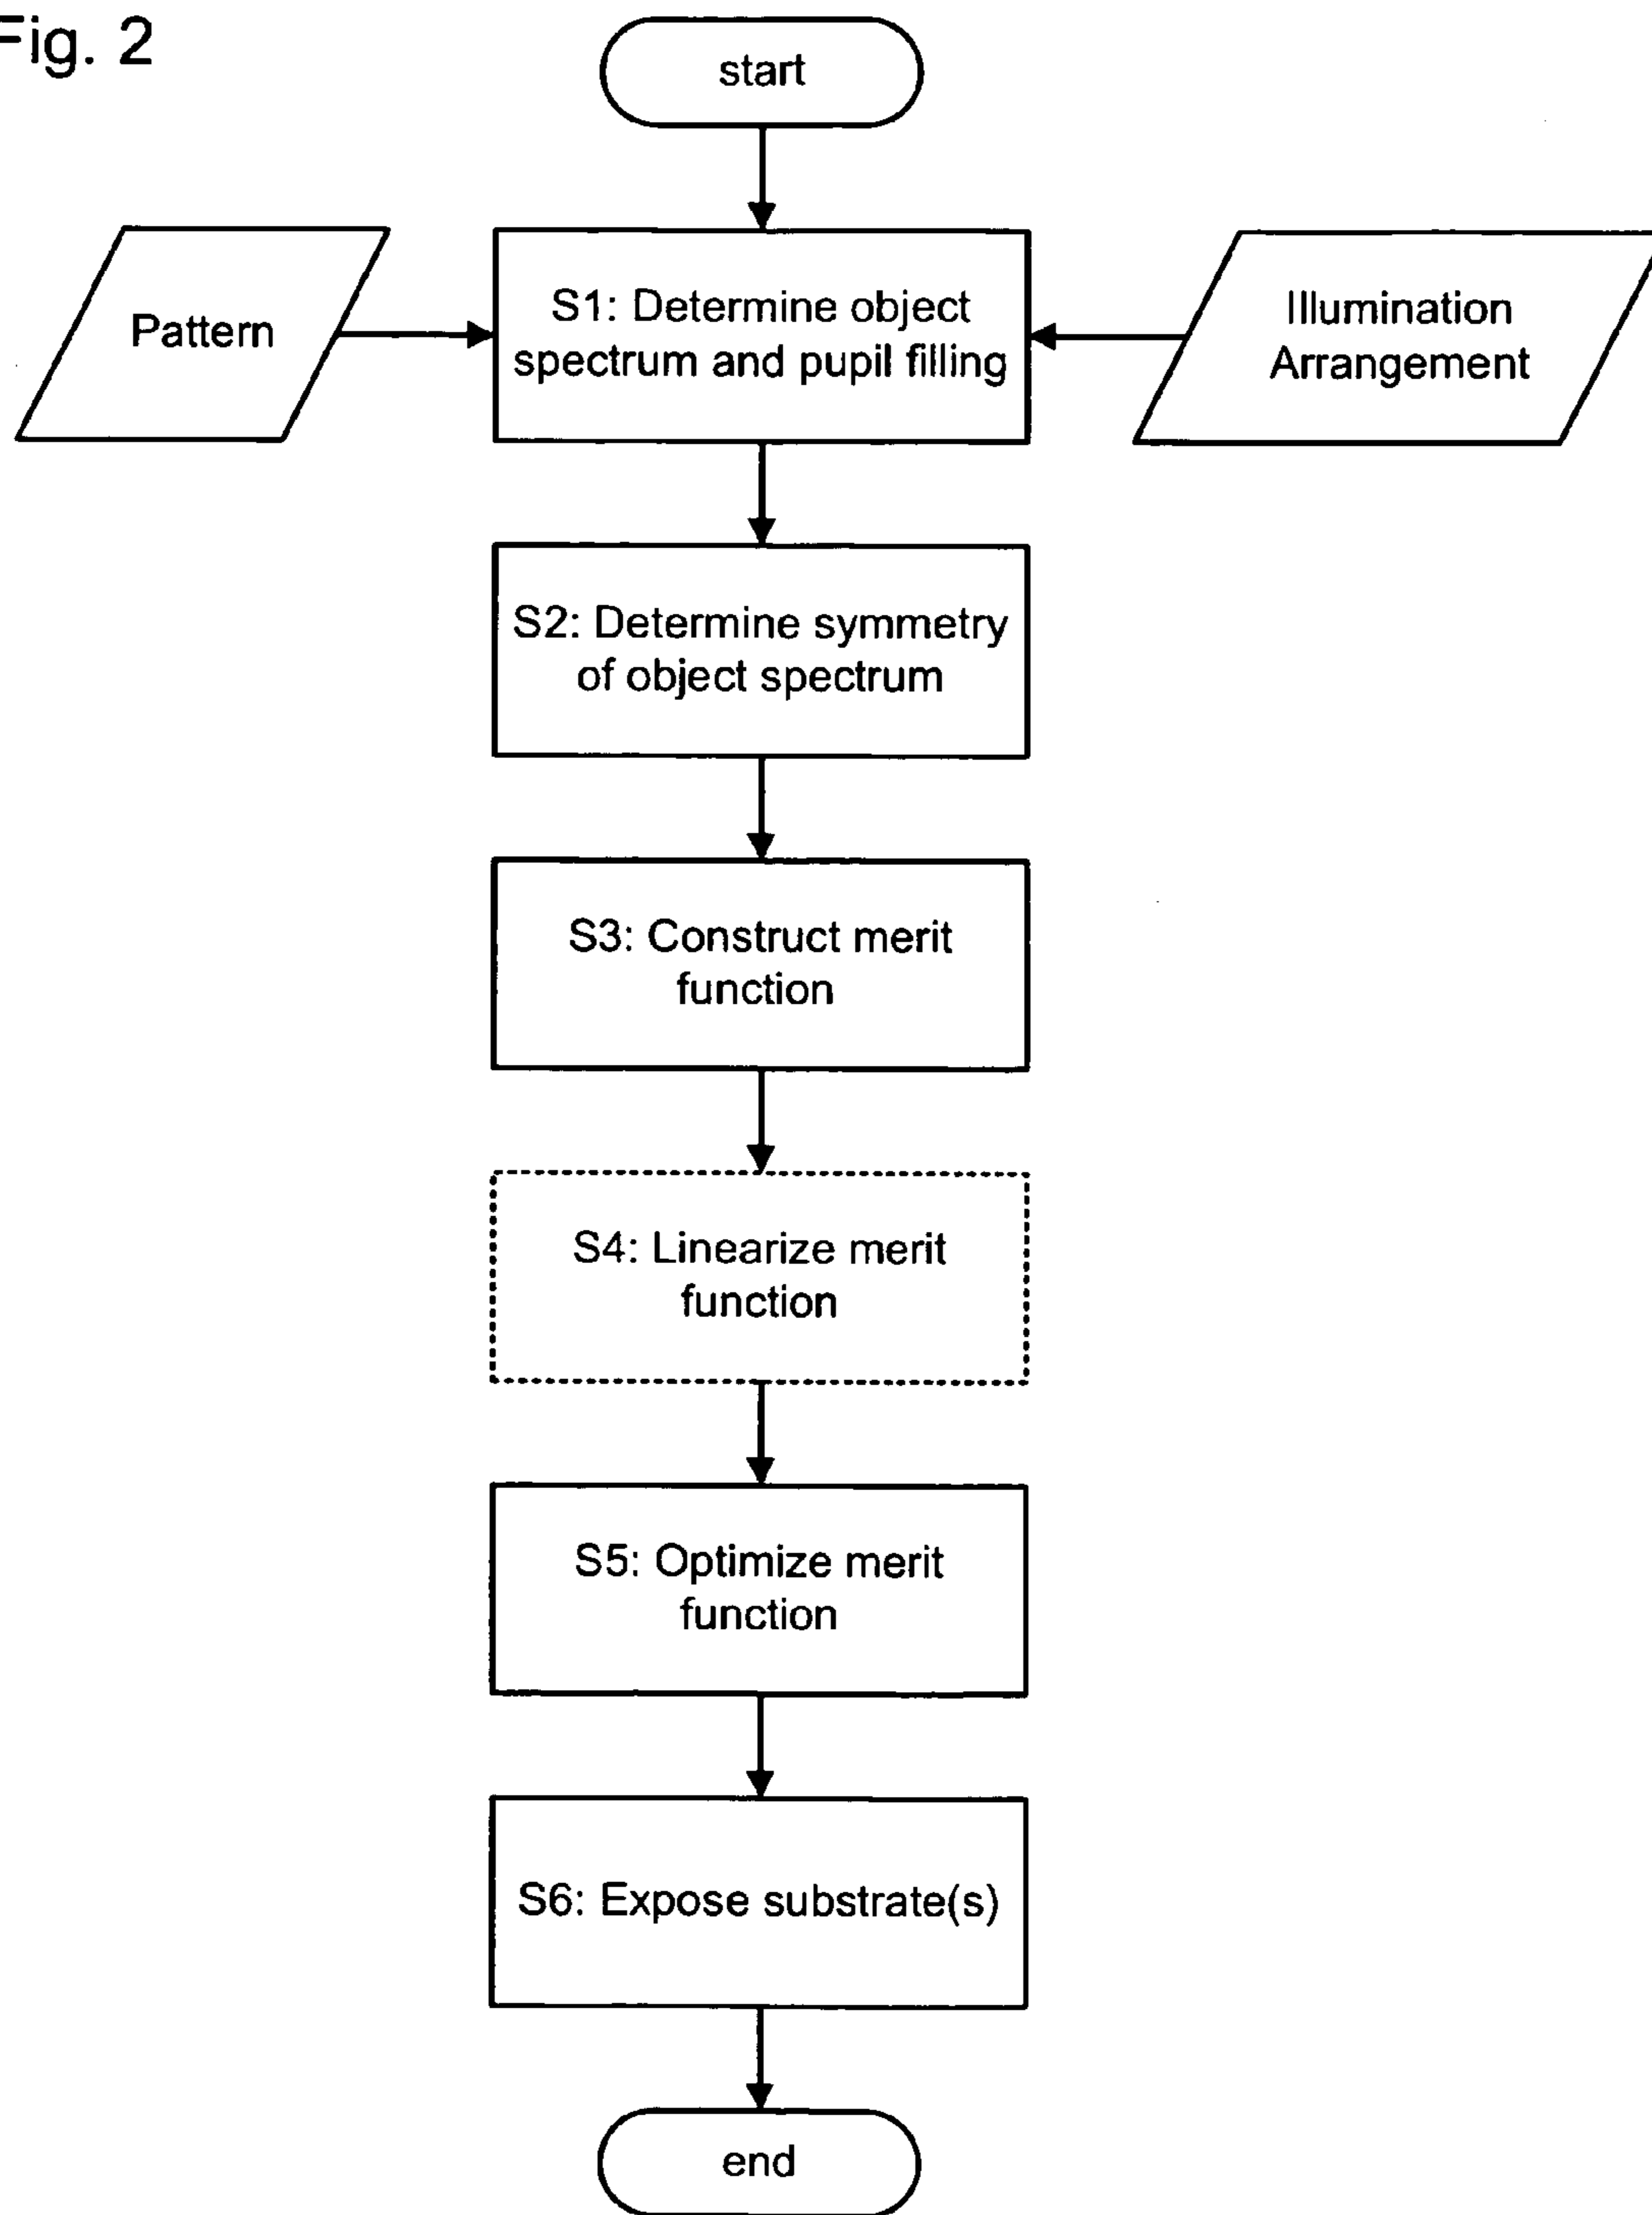 Fig. 2
start
Pattern
S1: Determine object
spectrum and pupil filling
Illumination
Arrangement
S2: Determine symmetry
of object spectrum
S3: Construct merit
function
S4: Linearize merit
function
S5: Optimize merit
function
S6: Expose substrate(s)
end